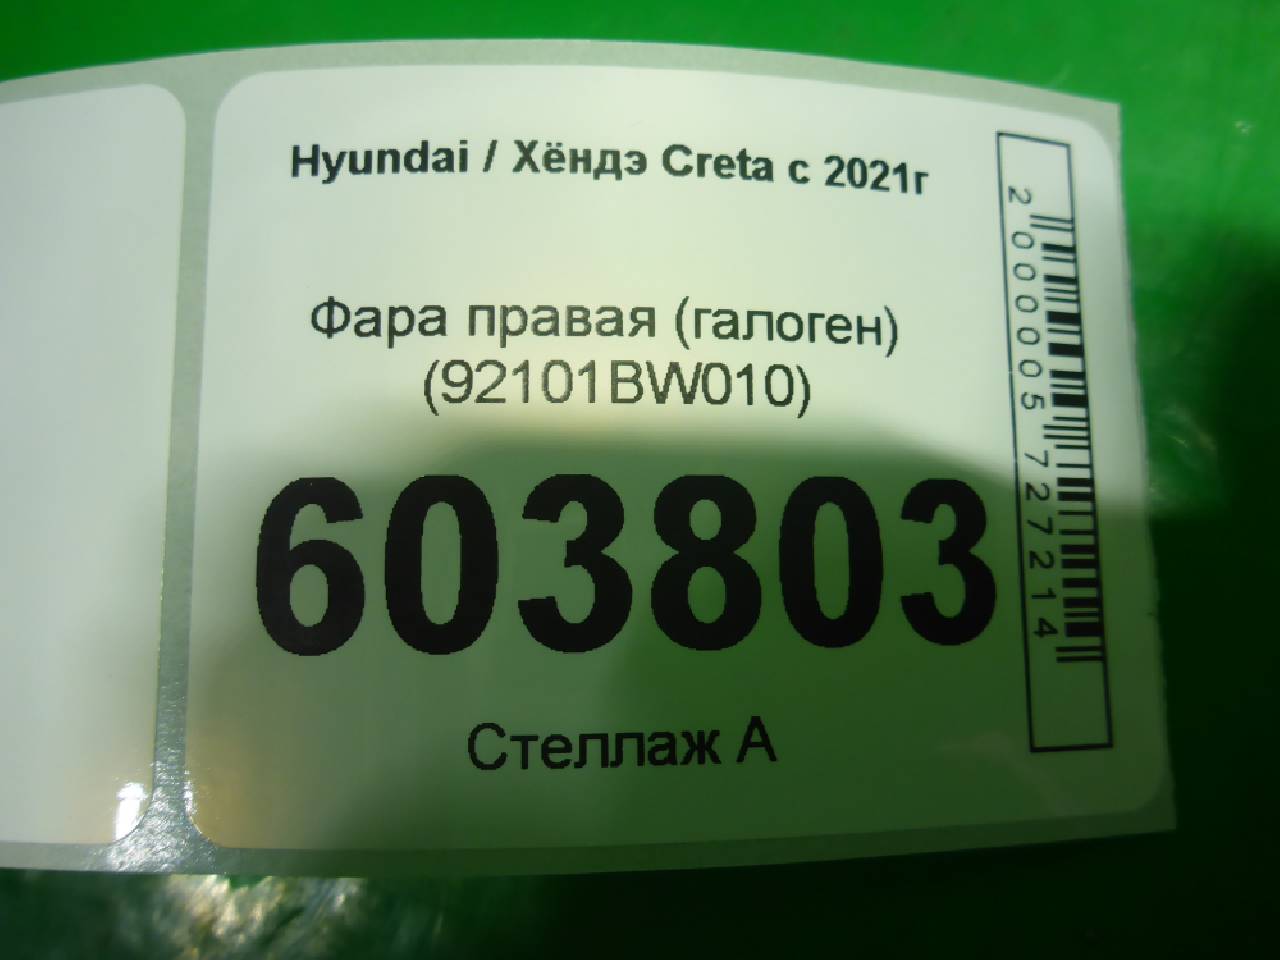 Hyundai / Хёндэ Creta с 2021г
Фара правая (галоген)
(92101BW010)
603803
Стеллаж А
2000005727214